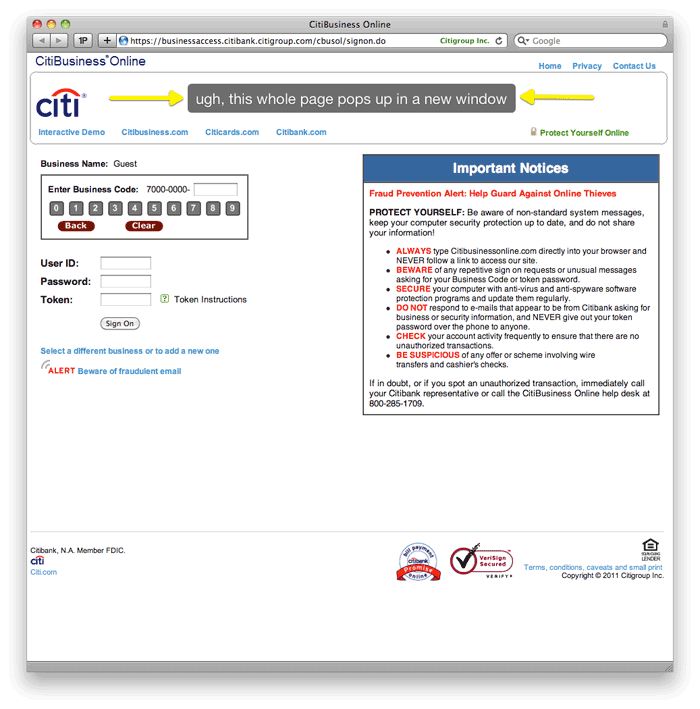 CitiBusiness Online
1P
+
https://businessaccess.citibank.citigroup.com/cbusol/signon.do
Citigroup Inc.
Google
CitiBusiness® Online
Home
Privacy
Contact Us
citi®
ugh, this whole page pops up in a new window
Interactive Demo
Citibusiness.com
Citicards.com
Citibank.com
Protect Yourself Online
Business Name: Guest
Enter Business Code: 7000-0000-
0 1 2 3 4 5 6 7 8 9
Back
Clear
User ID:
Password:
Token:
? Token Instructions
Sign On
Select a different business or to add a new one
ALERT Beware of fraudulent email
Important Notices
Fraud Prevention Alert: Help Guard Against Online Thieves
PROTECT YOURSELF: Be aware of non-standard system messages,
keep your computer security protection up to date, and do not share
your information!
• ALWAYS type Citibusinessonline.com directly into your browser and
NEVER follow a link to access our site.
• BEWARE of any repetitive sign on requests or unusual messages
asking for your Business Code or token password.
• SECURE your computer with anti-virus and anti-spyware software
protection programs and update them regularly.
• DO NOT respond to e-mails that appear to be from Citibank asking for
business or security information, and NEVER give out your token
password over the phone to anyone.
• CHECK your account activity frequently to ensure that there are no
unauthorized transactions.
• BE SUSPICIOUS of any offer or scheme involving wire
transfers and cashier's checks.
If in doubt, or if you spot an unauthorized transaction, immediately call
your Citibank representative or call the CitiBusiness Online help desk at
800-285-1709.
Citibank, N.A. Member FDIC.
citi
Citi.com
bill payment
citibank
Promise
online
VeriSign
Secured
VERIFY
EQUAL HOUSING
LENDER
Terms, conditions, caveats and small print
Copyright © 2011 Citigroup Inc.